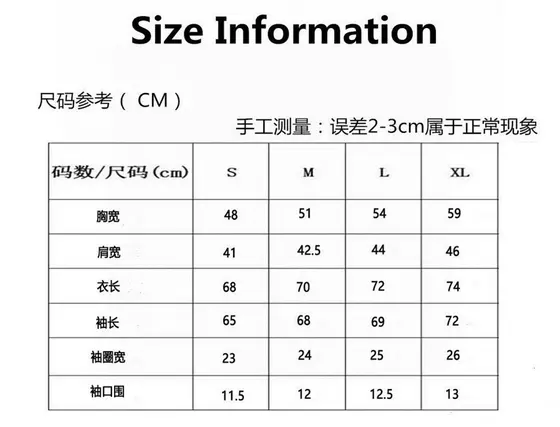 Size Information
尺码参考（ CM ）
手工测量：误差2-3cm属于正常现象
码数/尺码(cm) S M L XL
胸宽 48 51 54 59
肩宽 41 42.5 44 46
衣长 68 70 72 74
袖长 65 68 69 72
袖圈宽 23 24 25 26
袖口围 11.5 12 12.5 13